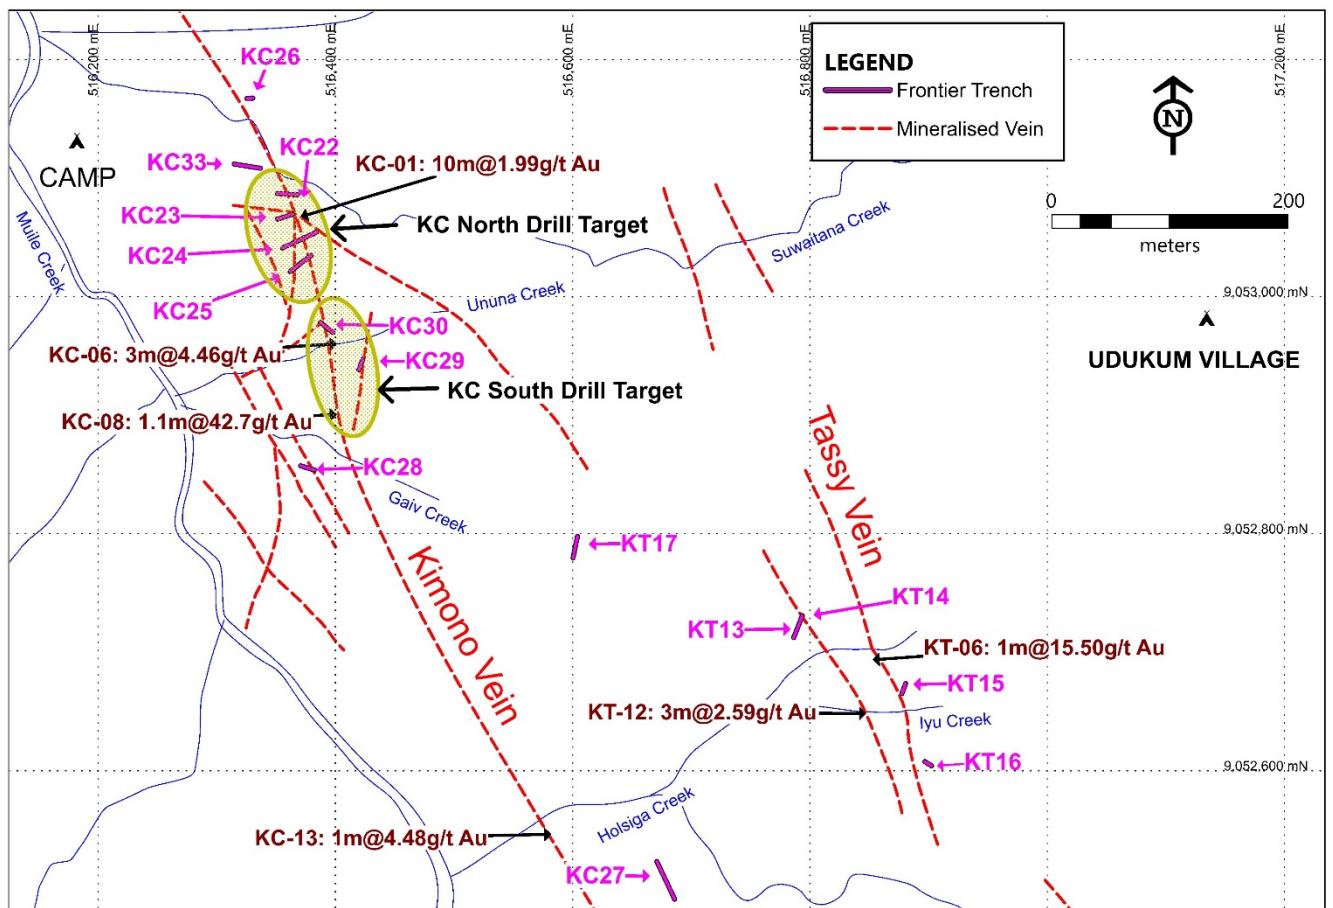 516,200 mE
516,400 mE
516,600 mE
516,800 mE
517,200 mE
LEGEND
Frontier Trench
Mineralised Vein
N
0 200
meters
KC26
CAMP
KC33
KC22
KC-01: 10m@1.99g/t Au
KC23
KC North Drill Target
KC24
KC25
Muile Creek
Suwaitana Creek
Ununa Creek
9,053,000 mN
UDUKUM VILLAGE
KC30
KC-06: 3m@4.46g/t Au
KC29
KC South Drill Target
KC-08: 1.1m@42.7g/t Au
KC28
Gaiv Creek
Tassy Vein
9,052,800 mN
KT17
Kimono Vein
KT14
KT13
KT-06: 1m@15.50g/t Au
KT15
KT-12: 3m@2.59g/t Au
Iyu Creek
KT16
9,052,600 mN
Holsiga Creek
KC-13: 1m@4.48g/t Au
KC27